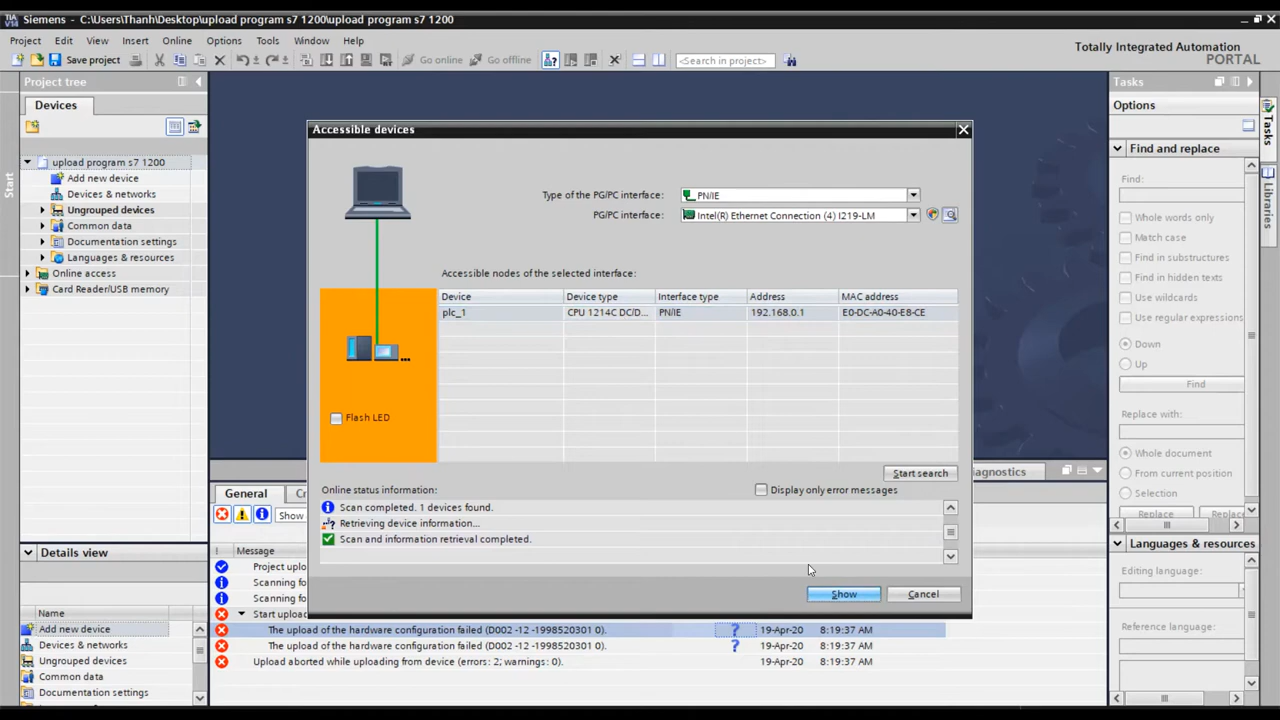 TIA V14 Siemens - C:\Users\Thanh\Desktop\upload program s7 1200\upload program s7 1200
Project Edit View Insert Online Options Tools Window Help
Totally Integrated Automation
PORTAL
Save project Go online Go offline <Search in project>
Project tree
Devices
Start
upload program s7 1200
Add new device
Devices & networks
Ungrouped devices
Common data
Documentation settings
Languages & resources
Online access
Card Reader/USB memory
Details view
Name
Add new device
Devices & networks
Ungrouped devices
Common data
Documentation settings
Accessible devices
Type of the PG/PC interface: PN/IE
PG/PC interface: Intel(R) Ethernet Connection (4) I219-LM
Accessible nodes of the selected interface:
Device Device type Interface type Address MAC address
plc_1 CPU 1214C DC/D... PN/IE 192.168.0.1 E0-DC-A0-40-E8-CE
Flash LED
Start search
Online status information: Display only error messages
Scan completed. 1 devices found.
Retrieving device information...
Scan and information retrieval completed.
Show Cancel
General
Show
! Message
Project uplo
Scanning fo
Scanning fo
Start upload
The upload of the hardware configuration failed (D002 -12 -1998520301 0). ? 19-Apr-20 8:19:37 AM
The upload of the hardware configuration failed (D002 -12 -1998520301 0). ? 19-Apr-20 8:19:37 AM
Upload aborted while uploading from device (errors: 2; warnings: 0). 19-Apr-20 8:19:37 AM
Tasks
Options
Find and replace
Find:
Whole words only
Match case
Find in substructures
Find in hidden texts
Use wildcards
Use regular expressions
Down
Up
Find
Replace with:
Whole document
From current position
Selection
Replace
Languages & resources
Editing language:
Reference language:
Tasks
Libraries